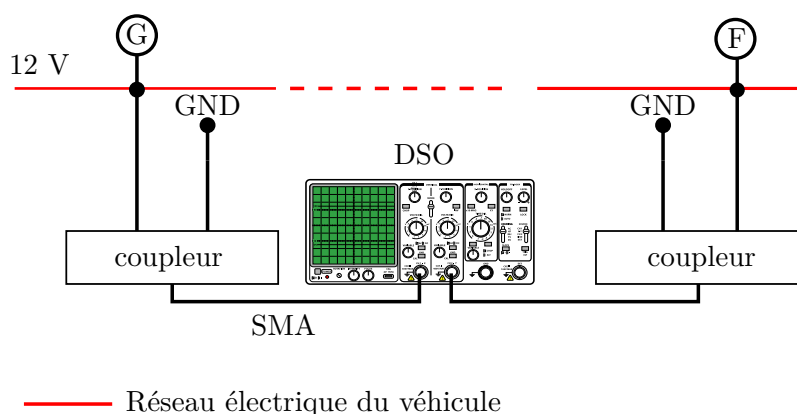 G
F
12 V
GND
GND
DSO
coupleur
coupleur
SMA
Réseau électrique du véhicule